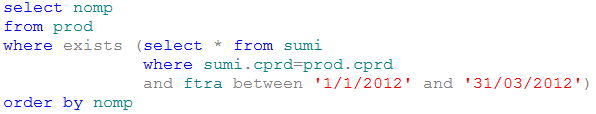 select nomp
from prod
where exists (select * from sumi
where sumi.cprd=prod.cprd
and ftra between '1/1/2012' and '31/03/2012')
order by nomp